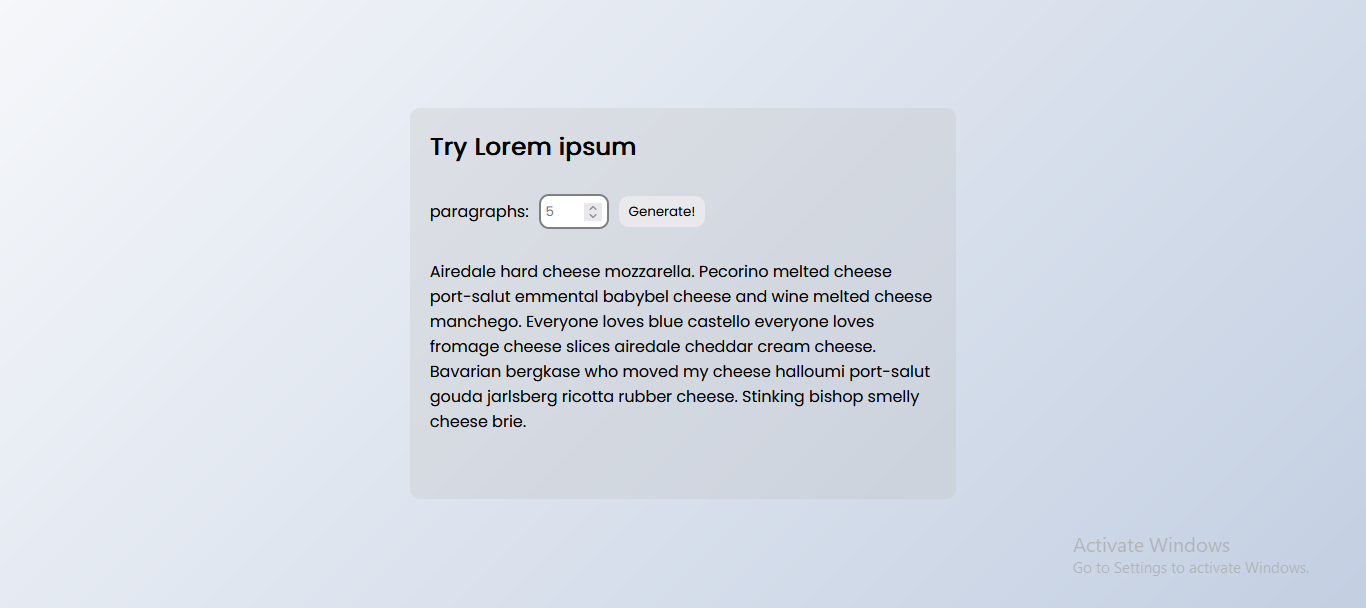 Try Lorem ipsum
paragraphs: 5 Generate!
Airedale hard cheese mozzarella. Pecorino melted cheese
port-salut emmental babybel cheese and wine melted cheese
manchego. Everyone loves blue castello everyone loves
fromage cheese slices airedale cheddar cream cheese.
Bavarian bergkase who moved my cheese halloumi port-salut
gouda jarlsberg ricotta rubber cheese. Stinking bishop smelly
cheese brie.
Activate Windows
Go to Settings to activate Windows.